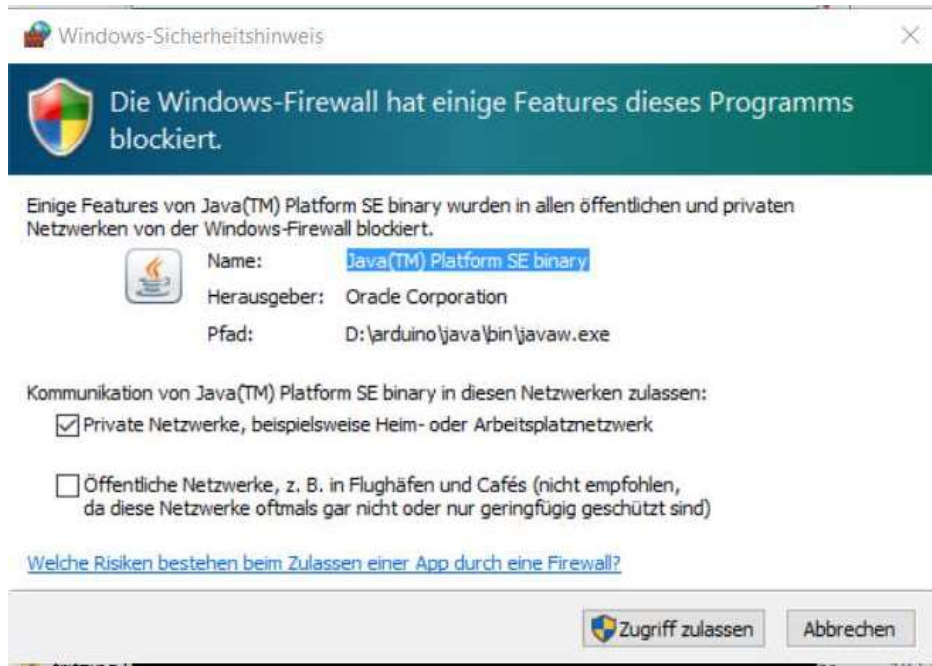 Windows-Sicherheitshinweis
Die Windows-Firewall hat einige Features dieses Programms
blockiert.
Einige Features von Java(TM) Platform SE binary wurden in allen öffentlichen und privaten
Netzwerken von der Windows-Firewall blockiert.
Name: Java(TM) Platform SE binary
Herausgeber: Oracle Corporation
Pfad: D:\arduino\java\bin\javaw.exe
Kommunikation von Java(TM) Platform SE binary in diesen Netzwerken zulassen:
Private Netzwerke, beispielsweise Heim- oder Arbeitsplatznetzwerk
Öffentliche Netzwerke, z. B. in Flughäfen und Cafés (nicht empfohlen,
da diese Netzwerke oftmals gar nicht oder nur geringfügig geschützt sind)
Welche Risiken bestehen beim Zulassen einer App durch eine Firewall?
Zugriff zulassen Abbrechen